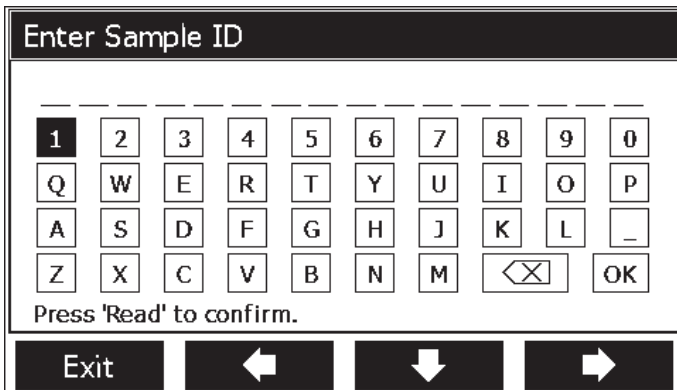 Enter Sample ID
1 2 3 4 5 6 7 8 9 0
Q W E R T Y U I O P
A S D F G H J K L _
Z X C V B N M OK
Press 'Read' to confirm.
Exit